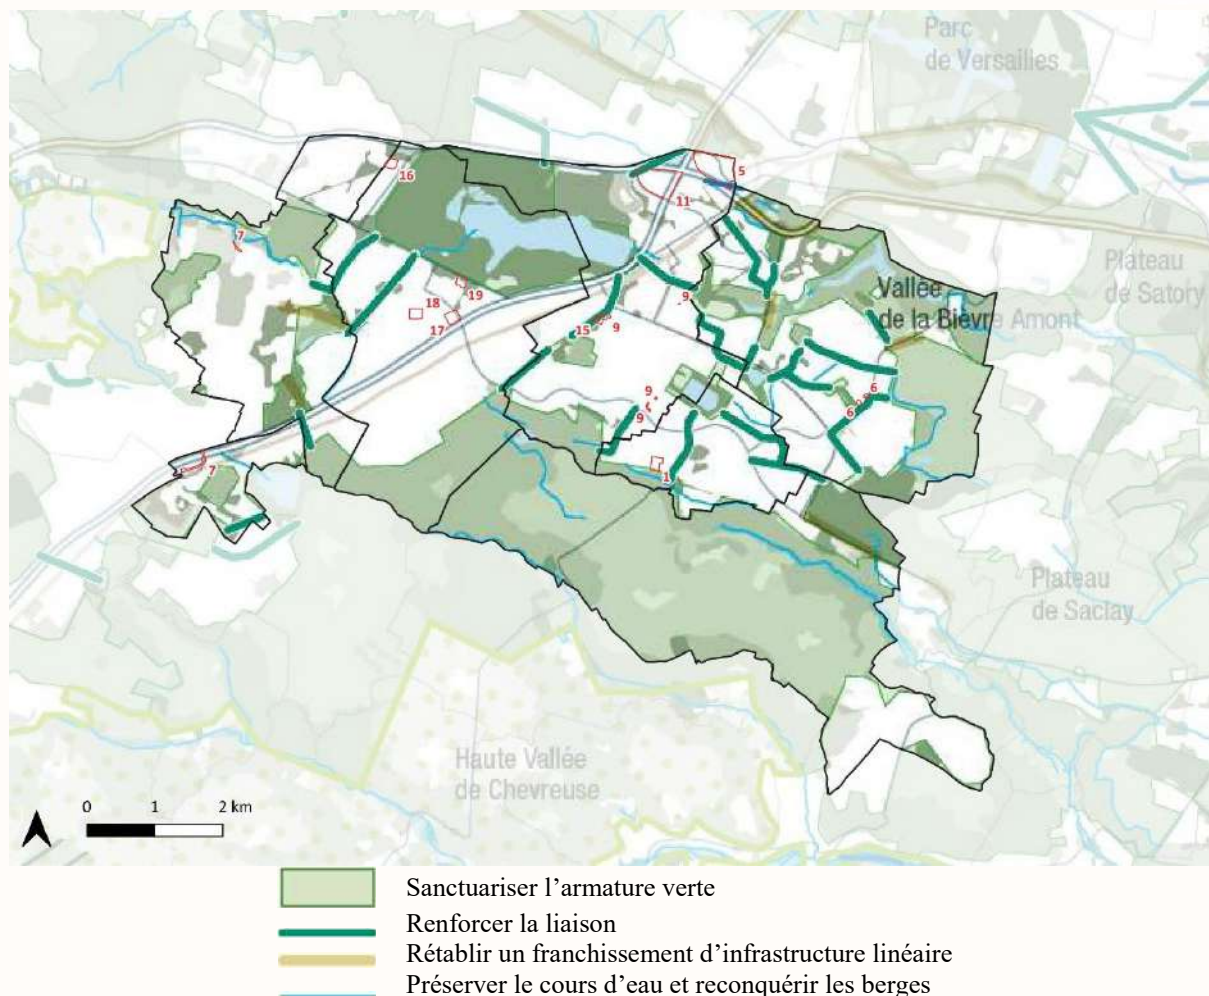 Parc
de Versailles
5
16
11
7
Plateau
de Satory
Vallée
de la Bièvre Amont
19
9
18
17
15
9
6
9
6
9
7
1
Plateau
de Saclay
Haute Vallée
de Chevreuse
0 1 2 km
Sanctuariser l’armature verte
Renforcer la liaison
Rétablir un franchissement d’infrastructure linéaire
Préserver le cours d’eau et reconquérir les berges